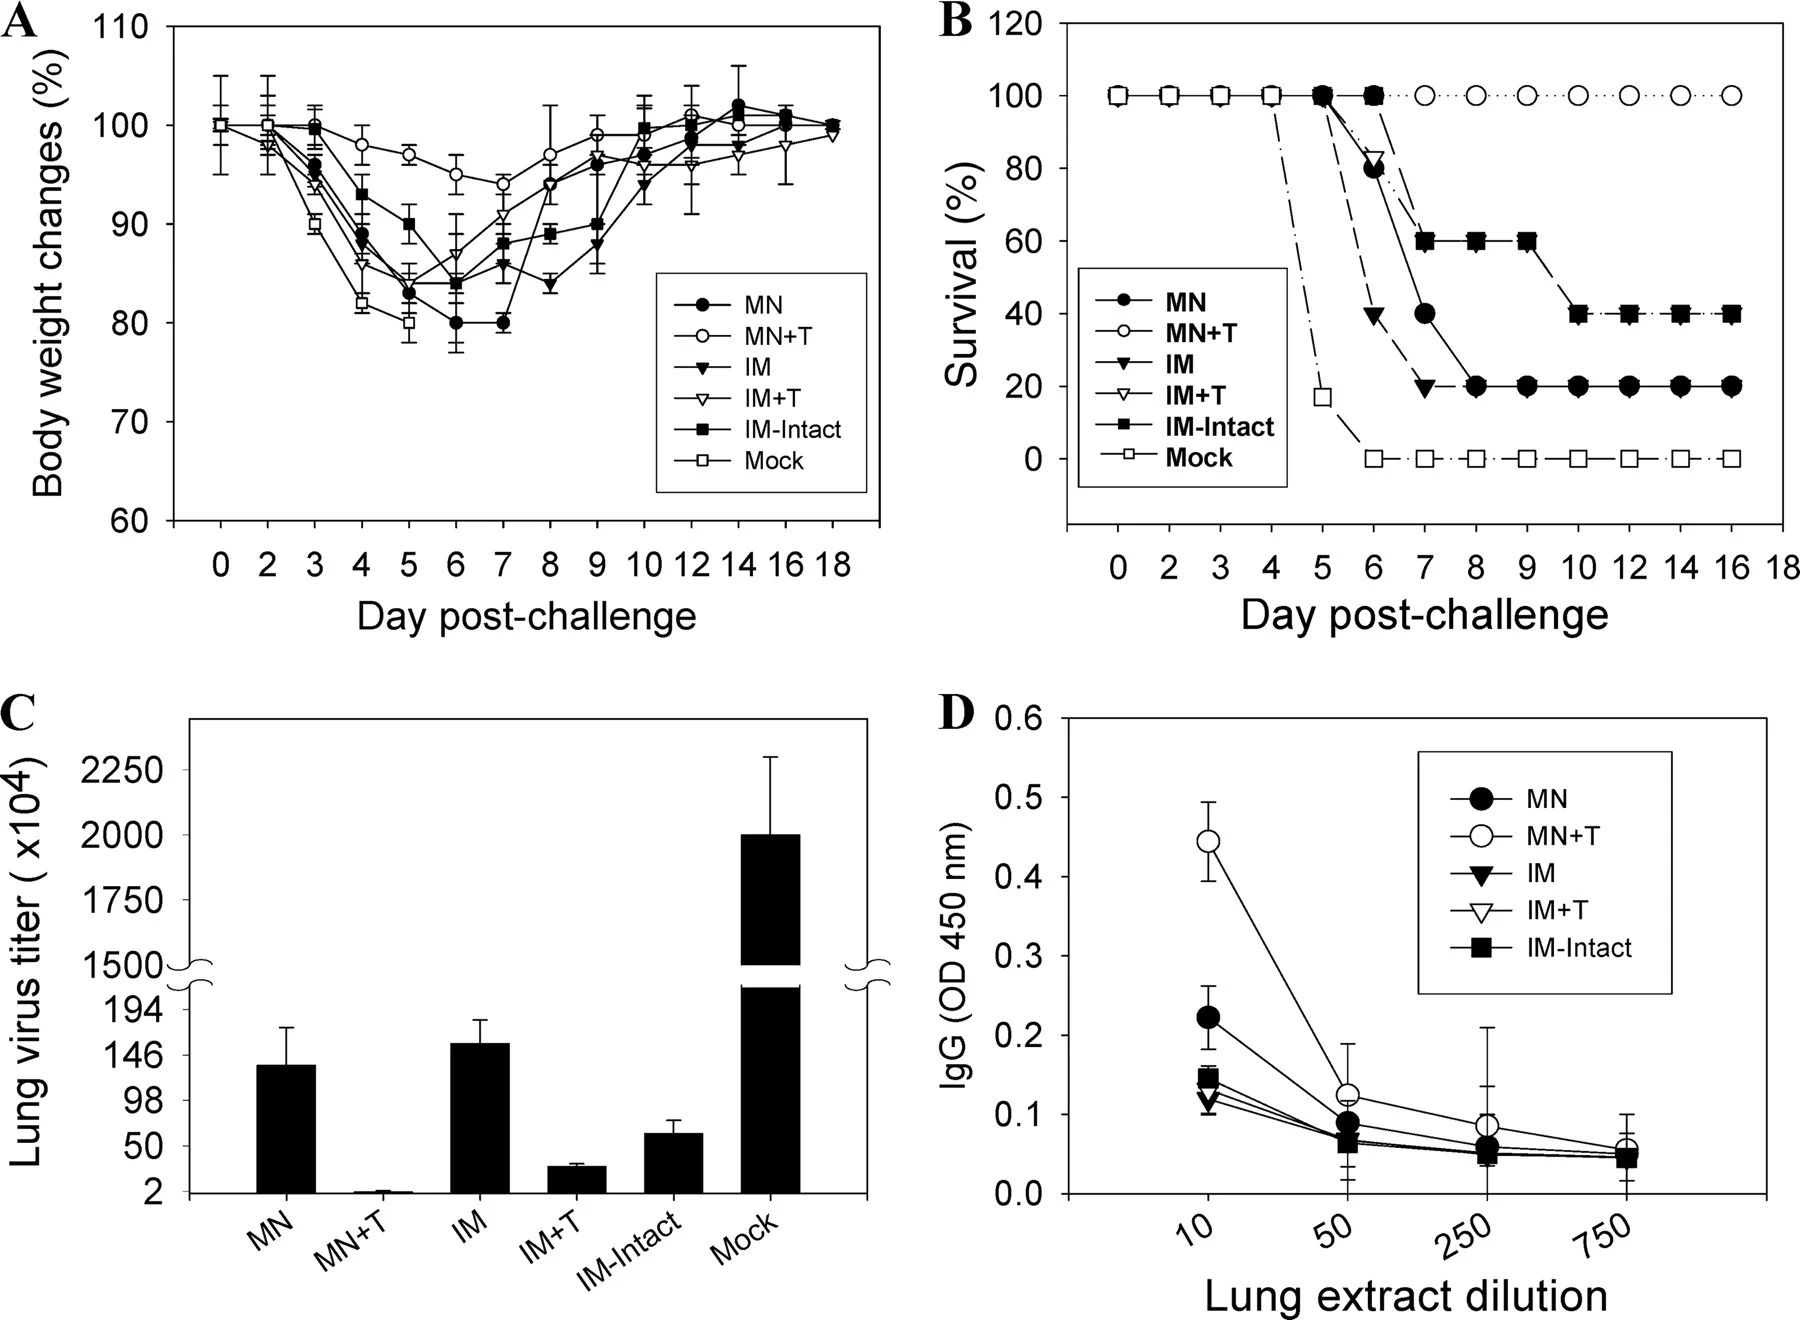 A
Body weight changes (%)
110
100
90
80
70
60
MN
MN+T
IM
IM+T
IM-Intact
Mock
0 2 3 4 5 6 7 8 9 10 12 14 16 18
Day post-challenge
B
Survival (%)
120
100
80
60
40
20
0
MN
MN+T
IM
IM+T
IM-Intact
Mock
0 2 3 4 5 6 7 8 9 10 12 14 16 18
Day post-challenge
C
Lung virus titer ( x10⁴)
2250
2000
1750
1500
194
146
98
50
2
MN MN+T IM IM+T IM-Intact Mock
D
IgG (OD 450 nm)
0.6
0.5
0.4
0.3
0.2
0.1
0.0
MN
MN+T
IM
IM+T
IM-Intact
10 50 250 750
Lung extract dilution